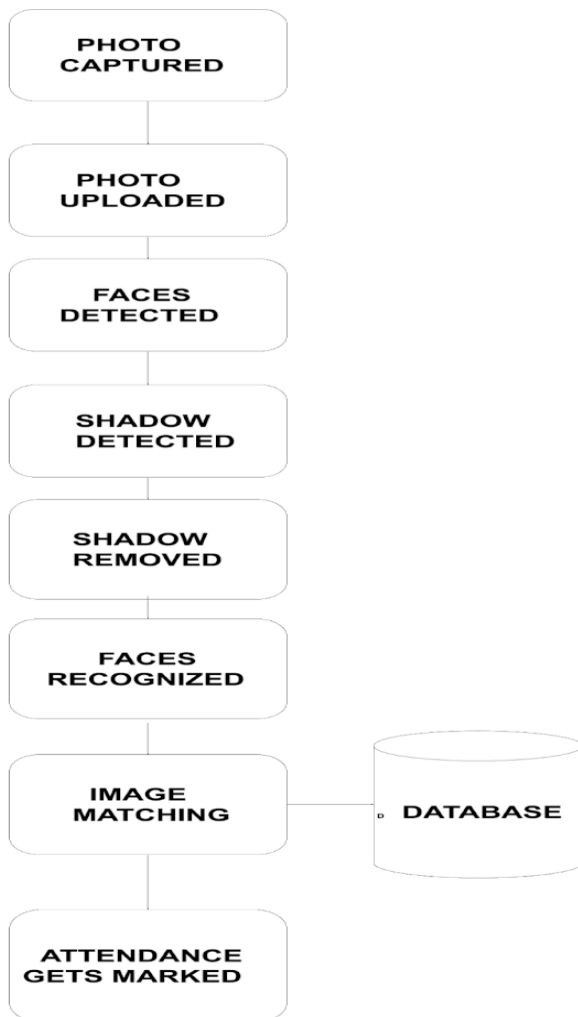 PHOTO
CAPTURED
PHOTO
UPLOADED
FACES
DETECTED
SHADOW
DETECTED
SHADOW
REMOVED
FACES
RECOGNIZED
IMAGE
MATCHING
D DATABASE
ATTENDANCE
GETS MARKED